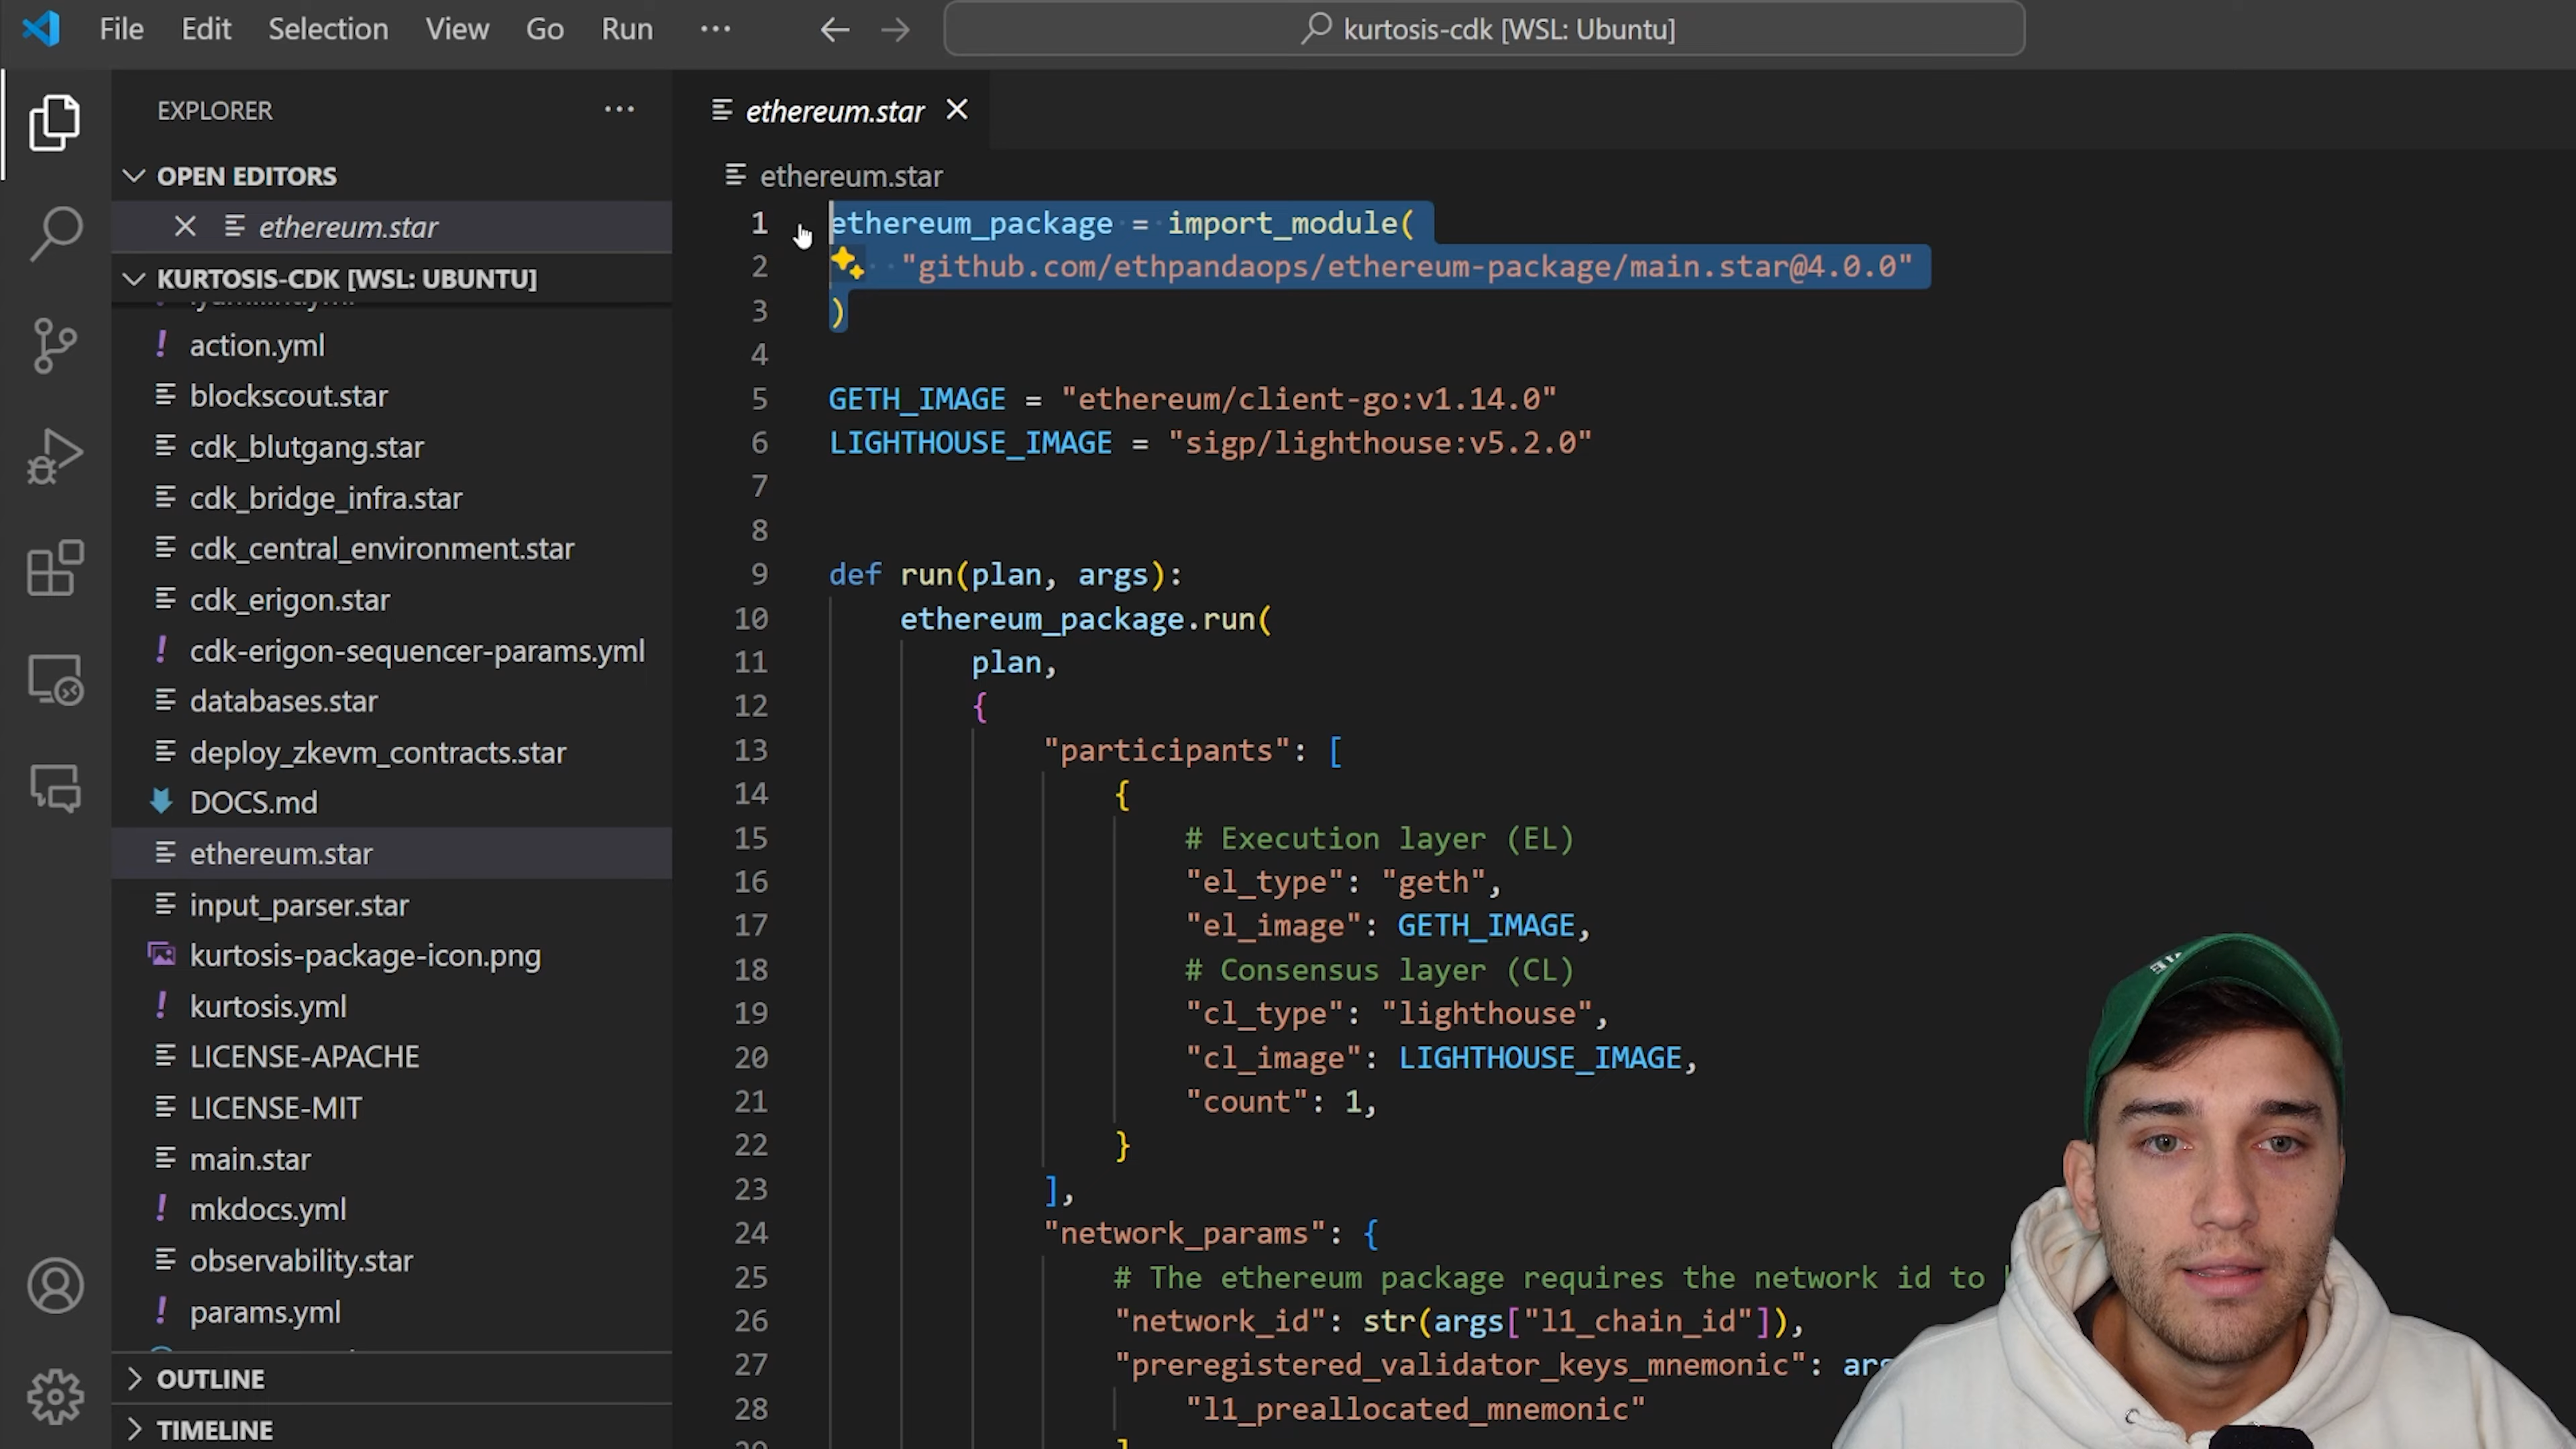 File Edit Selection View Go Run ···
kurtosis-cdk [WSL: Ubuntu]
EXPLORER
OPEN EDITORS
ethereum.star
KURTOSIS-CDK [WSL: UBUNTU]
action.yml
blockscout.star
cdk_blutgang.star
cdk_bridge_infra.star
cdk_central_environment.star
cdk_erigon.star
cdk-erigon-sequencer-params.yml
databases.star
deploy_zkevm_contracts.star
DOCS.md
ethereum.star
input_parser.star
kurtosis-package-icon.png
kurtosis.yml
LICENSE-APACHE
LICENSE-MIT
main.star
mkdocs.yml
observability.star
params.yml
OUTLINE
TIMELINE
ethereum.star
ethereum.star
1 ethereum_package = import_module(
2 "github.com/ethpandaops/ethereum-package/main.star@4.0.0"
3 )
4
5 GETH_IMAGE = "ethereum/client-go:v1.14.0"
6 LIGHTHOUSE_IMAGE = "sigp/lighthouse:v5.2.0"
7
8
9 def run(plan, args):
10 ethereum_package.run(
11 plan,
12 {
13 "participants": [
14 {
15 # Execution layer (EL)
16 "el_type": "geth",
17 "el_image": GETH_IMAGE,
18 # Consensus layer (CL)
19 "cl_type": "lighthouse",
20 "cl_image": LIGHTHOUSE_IMAGE,
21 "count": 1,
22 }
23 ],
24 "network_params": {
25 # The ethereum package requires the network id to
26 "network_id": str(args["l1_chain_id"]),
27 "preregistered_validator_keys_mnemonic":
28 "l1_preallocated_mnemonic"